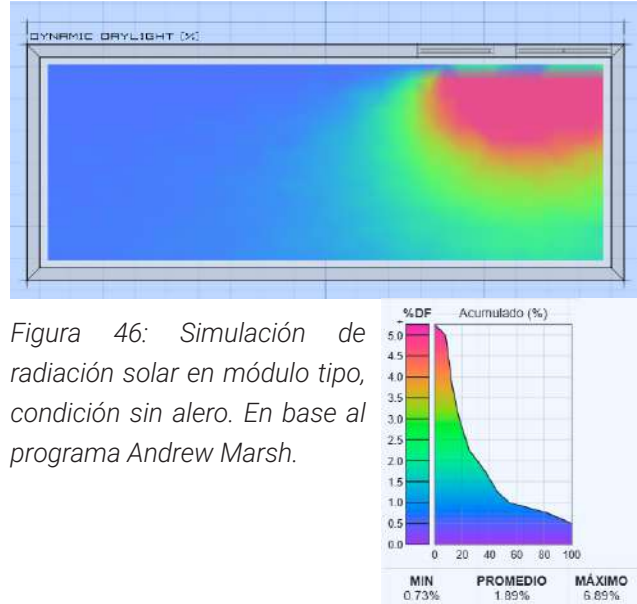 DYNAMIC DAYLIGHT [%]
Figura 46: Simulación de
radiación solar en módulo tipo,
condición sin alero. En base al
programa Andrew Marsh.
%DF Acumulado (%)
5.0
4.5
4.0
3.5
3.0
2.5
2.0
1.5
1.0
0.5
0.0
0 20 40 60 80 100
MIN PROMEDIO MÁXIMO
0.73% 1.89% 6.89%